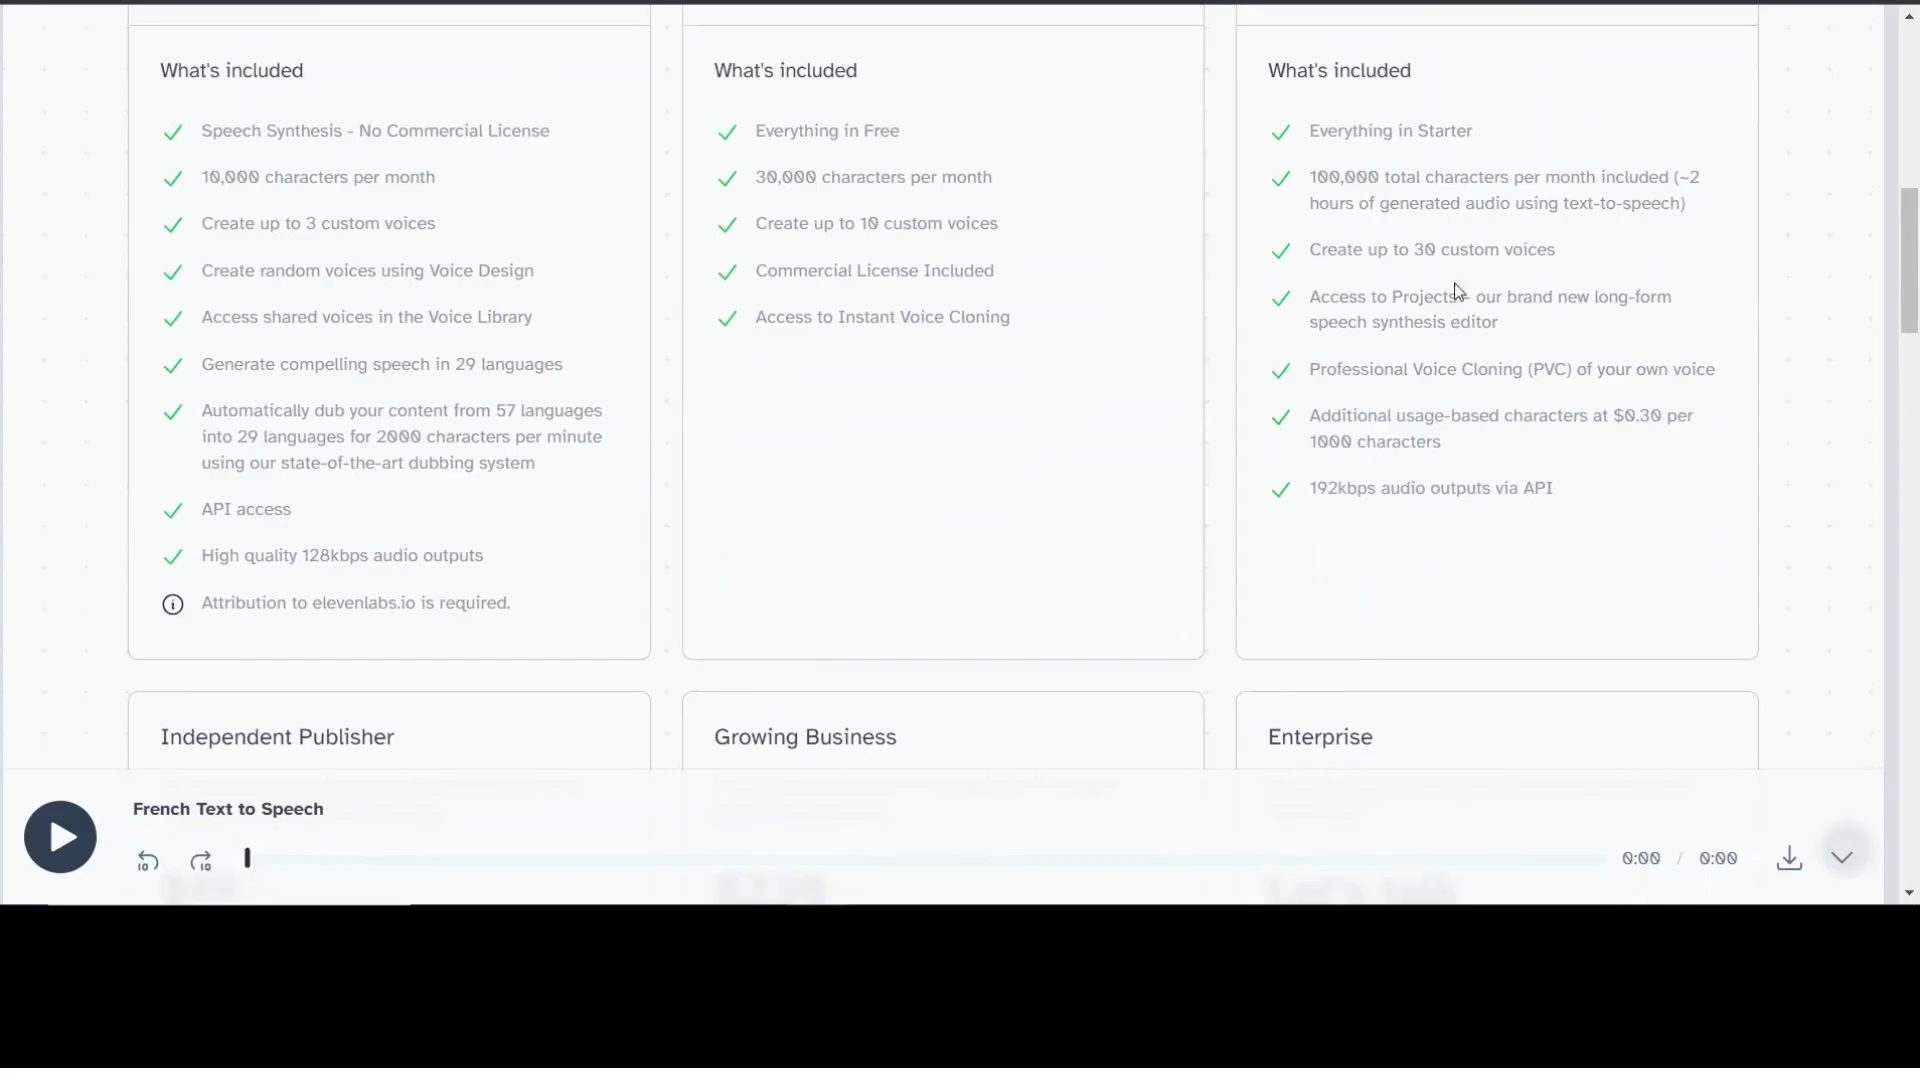 What's included
Speech Synthesis - No Commercial License
10,000 characters per month
Create up to 3 custom voices
Create random voices using Voice Design
Access shared voices in the Voice Library
Generate compelling speech in 29 languages
Automatically dub your content from 57 languages
into 29 languages for 2000 characters per minute
using our state-of-the-art dubbing system
API access
High quality 128kbps audio outputs
Attribution to elevenlabs.io is required.
What's included
Everything in Free
30,000 characters per month
Create up to 10 custom voices
Commercial License Included
Access to Instant Voice Cloning
What's included
Everything in Starter
100,000 total characters per month included (~2
hours of generated audio using text-to-speech)
Create up to 30 custom voices
Access to Projects - our brand new long-form
speech synthesis editor
Professional Voice Cloning (PVC) of your own voice
Additional usage-based characters at $0.30 per
1000 characters
192kbps audio outputs via API
Independent Publisher
Growing Business
Enterprise
Let's talk
French Text to Speech
10
10
0:00 / 0:00